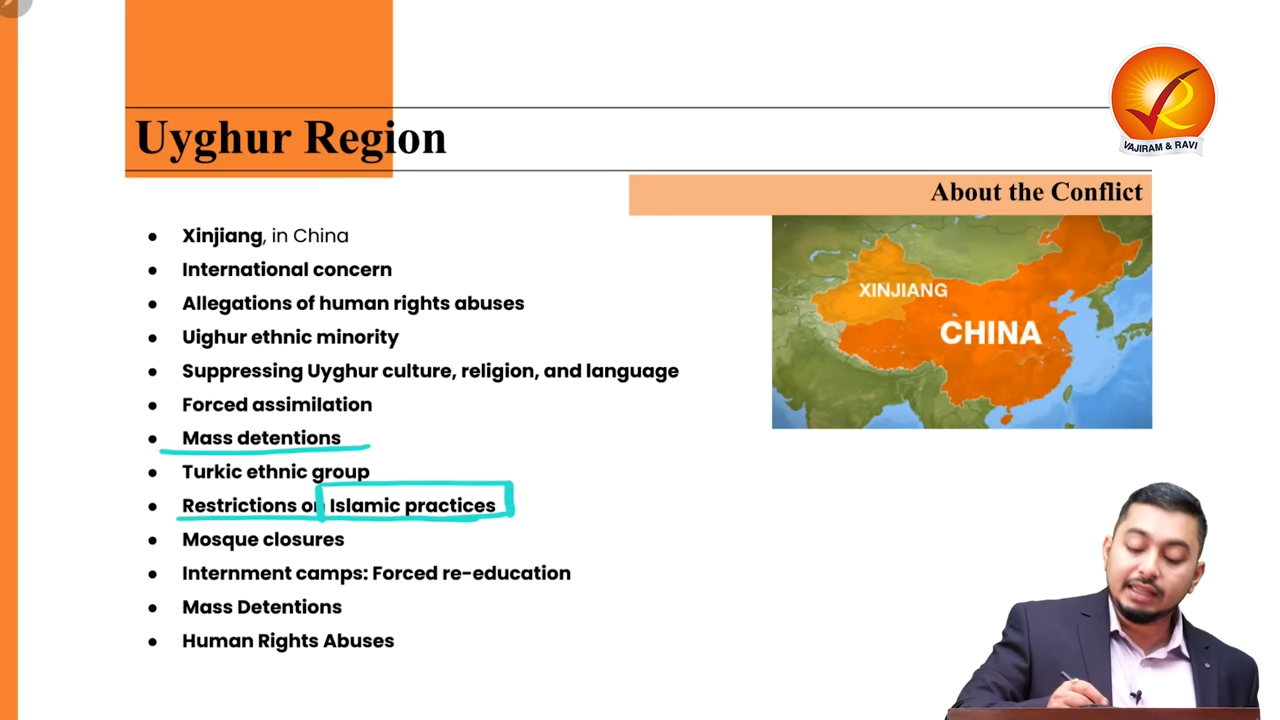 Uyghur Region
VAJIRAM & RAVI
About the Conflict
Xinjiang, in China
International concern
Allegations of human rights abuses
Uighur ethnic minority
Suppressing Uyghur culture, religion, and language
Forced assimilation
Mass detentions
Turkic ethnic group
Restrictions on Islamic practices
Mosque closures
Internment camps: Forced re-education
Mass Detentions
Human Rights Abuses
XINJIANG
CHINA